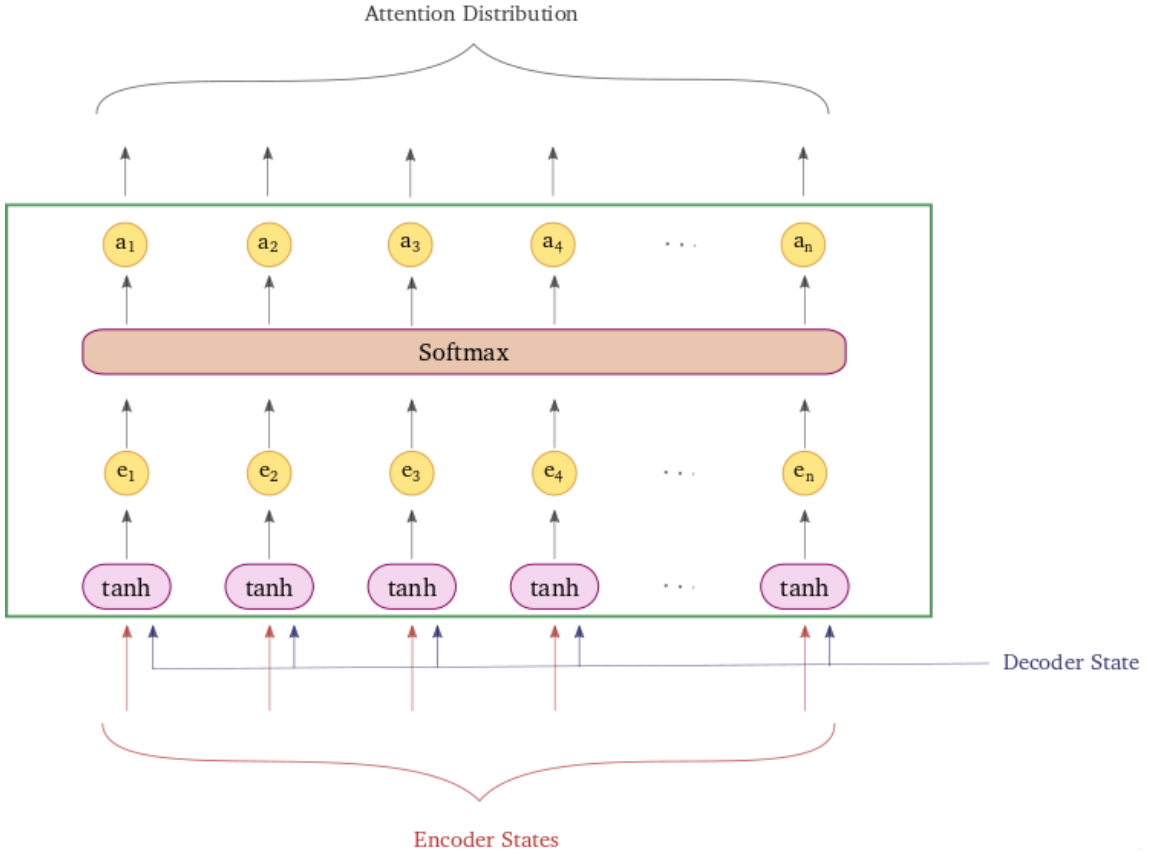 Attention Distribution
a1 a2 a3 a4 ... an
Softmax
e1 e2 e3 e4 ... en
tanh tanh tanh tanh ... tanh
Decoder State
Encoder States